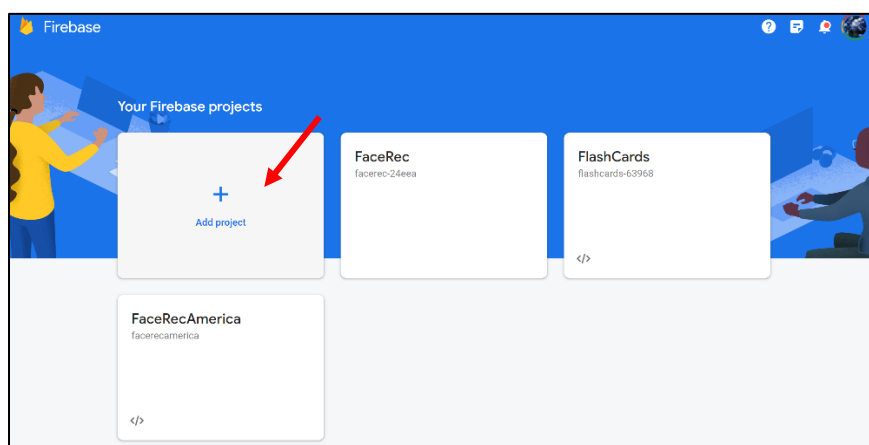 Firebase
Your Firebase projects
+
Add project
FaceRec
facerec-24eea
FlashCards
flashcards-63968
</>
FaceRecAmerica
facerecamerica
</>